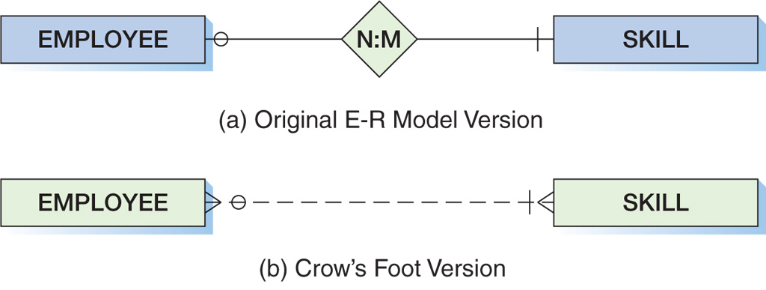 EMPLOYEE N:M SKILL
(a) Original E-R Model Version
EMPLOYEE SKILL
(b) Crow’s Foot Version